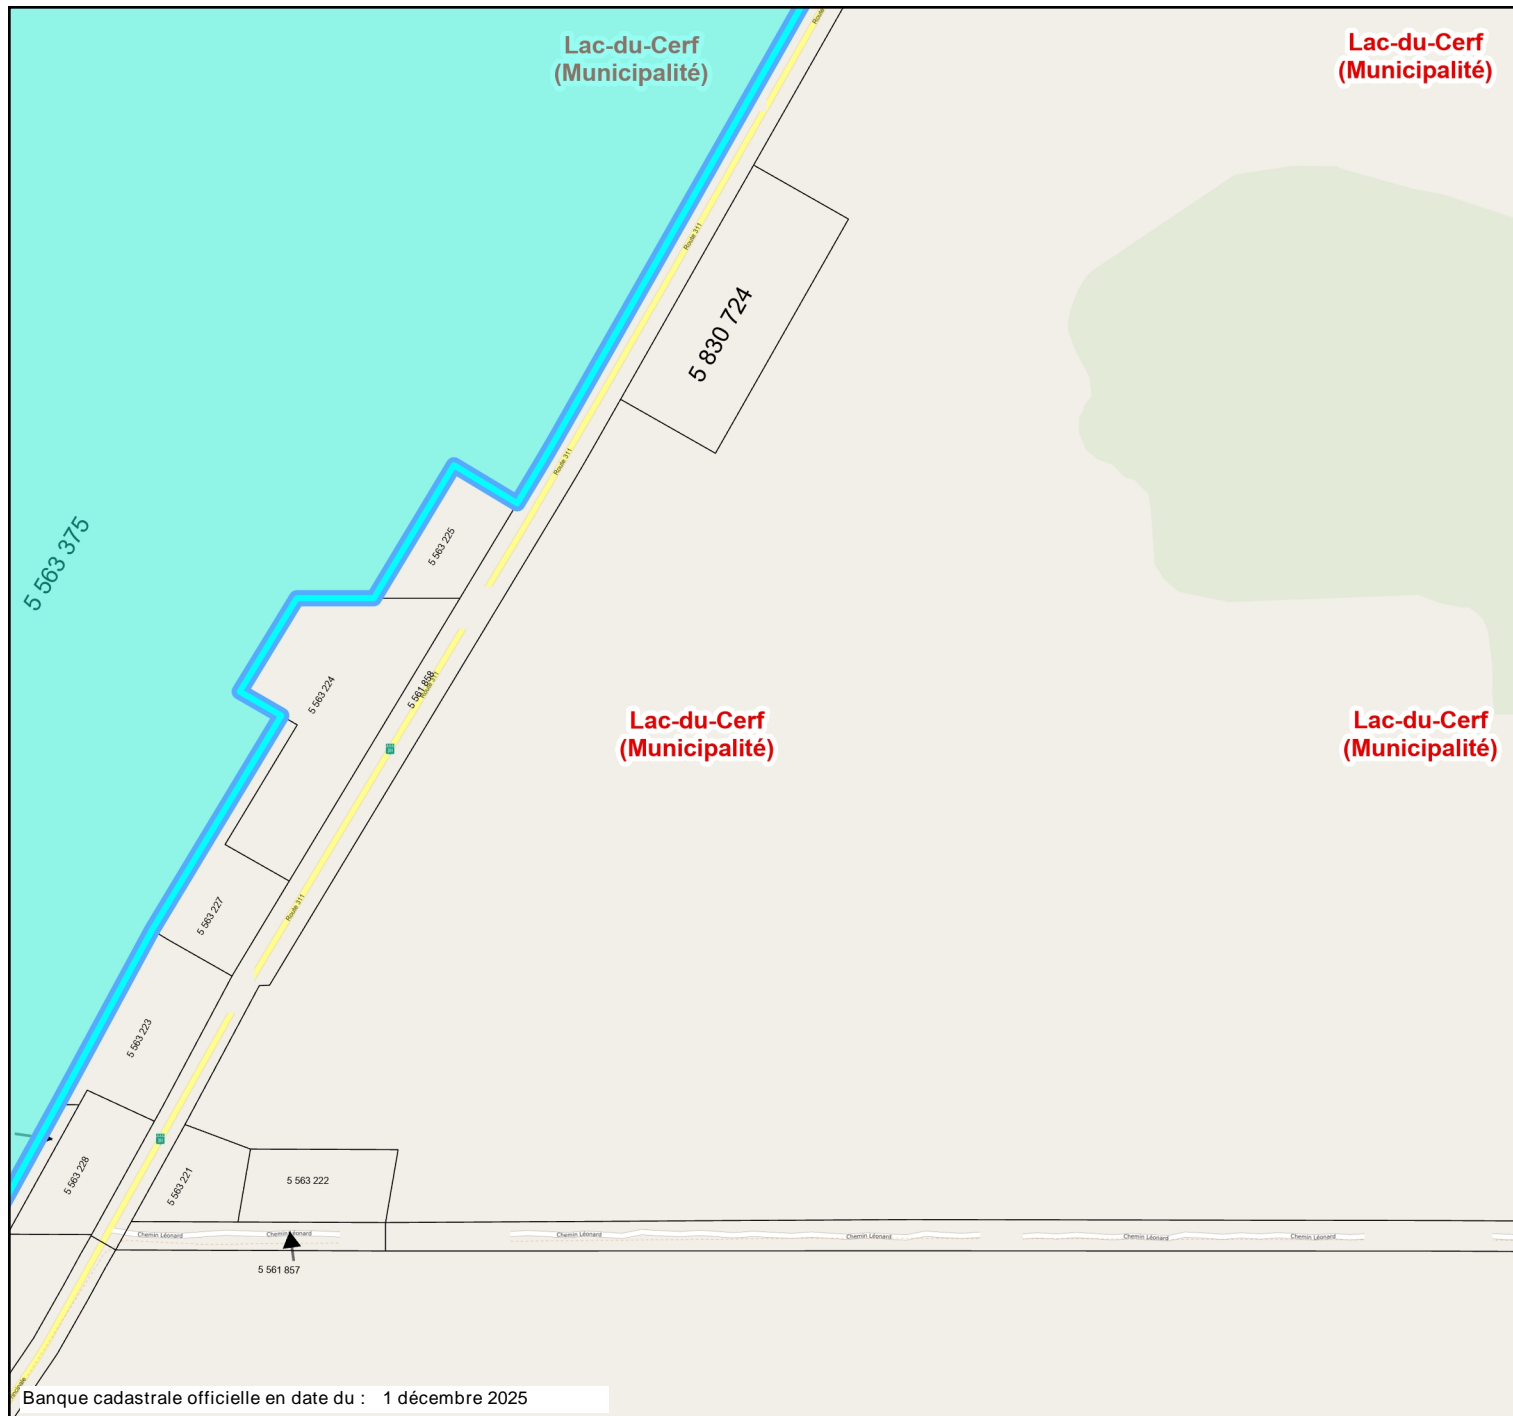 Lac-du-Cerf
(Municipalité)
Lac-du-Cerf
(Municipalité)
Route 311
5 830 724
Route 311
5 563 375
5 563 225
5 563 224
5 561 858
Route 311
Lac-du-Cerf
(Municipalité)
Lac-du-Cerf
(Municipalité)
5 563 227
Route 311
5 563 223
5 563 228
5 563 221
5 563 222
Chemin Léonard
Chemin Léonard
Chemin Léonard
Chemin Léonard
Chemin Léonard
Chemin Léonard
5 561 857
Banque cadastrale officielle en date du : 1 décembre 2025